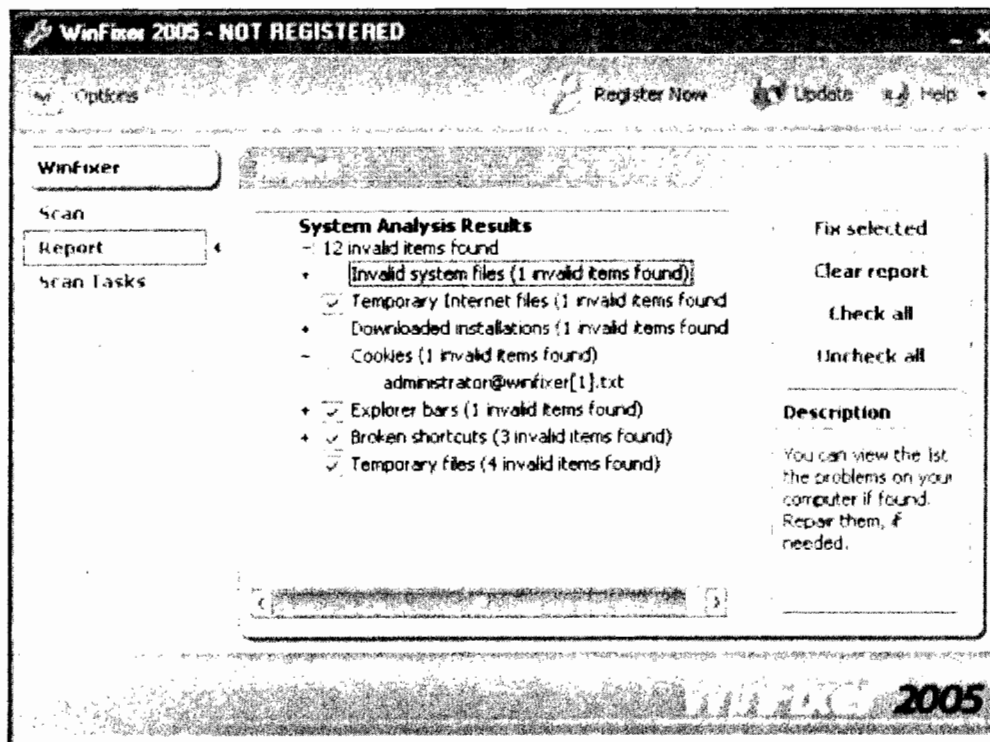 WinFixer 2005 - NOT REGISTERED
Options
Register Now
Update
Help
WinFixer
Scan
Report
Scan Tasks
System Analysis Results
12 invalid items found
Invalid system files (1 invalid items found)
Temporary Internet files (1 invalid items found
Downloaded installations (1 invalid items found
Cookies (1 invalid items found)
administrator@winfixer[1].txt
Explorer bars (1 invalid items found)
Broken shortcuts (3 invalid items found)
Temporary files (4 invalid items found)
Fix selected
Clear report
Check all
Uncheck all
Description
You can view the list
the problems on your
computer if found.
Repair them, if
needed.
WINFIXER 2005